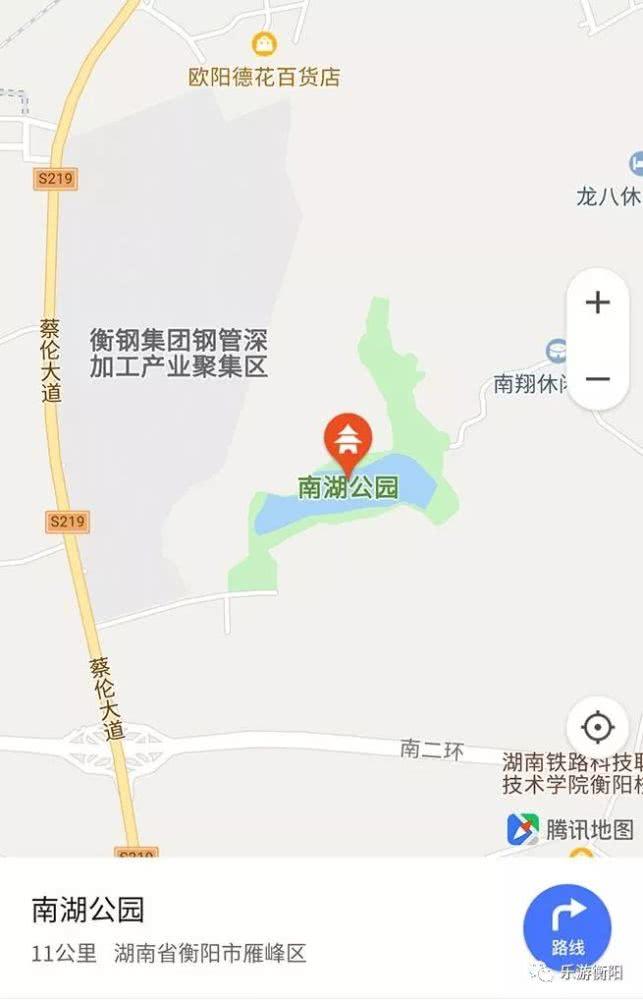 欧阳德花百货店
S219
龙八休
蔡伦大道
衡钢集团钢管深
加工产业聚集区
+
南翔休闲
−
南湖公园
S219
蔡伦大道
南二环
湖南铁路科技职
技术学院衡阳校
腾讯地图
S219
南湖公园
11公里 湖南省衡阳市雁峰区
路线
乐游衡阳